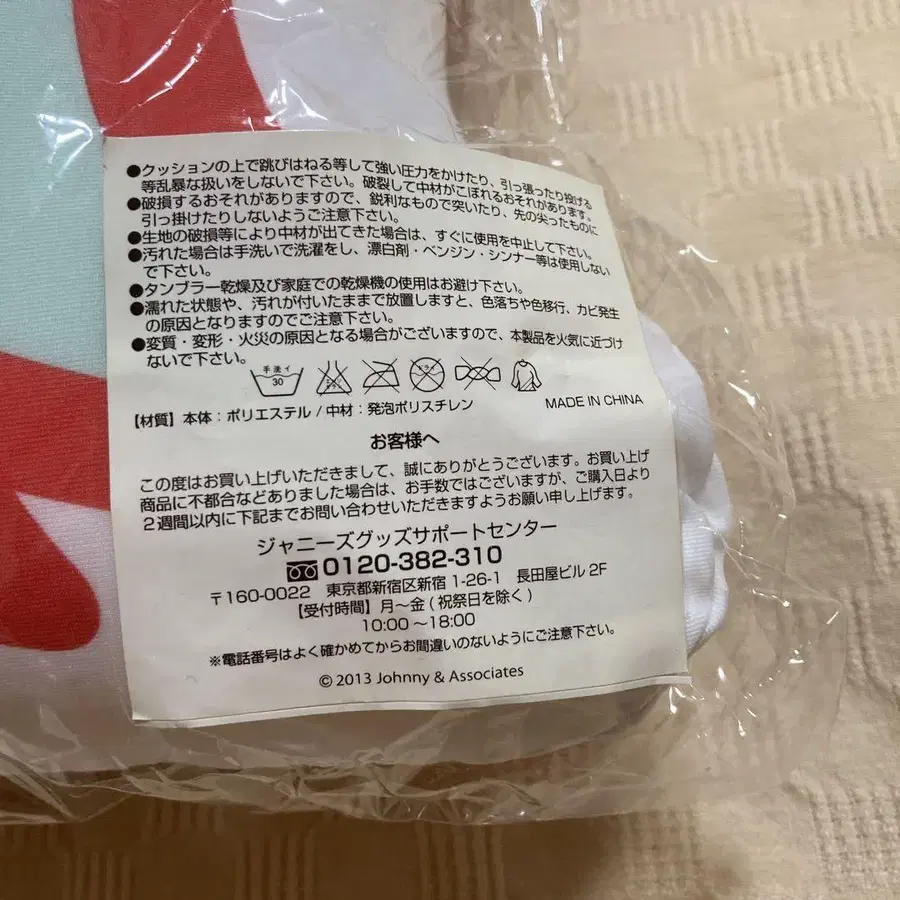 ●クッションの上で跳びはねる等して強い圧力をかけたり、引っ張ったり投げる
等乱暴な扱いをしないで下さい。破裂して中材がこぼれるおそれがあります。
●破損するおそれがありますので、鋭利なもので突いたり、先の尖ったものに
引っ掛けたりしないようご注意下さい。
●生地の破損等により中材が出てきた場合は、すぐに使用を中止して下さい。
●汚れた場合は手洗いで洗濯をし、漂白剤・ベンジン・シンナー等は使用しない
で下さい。
●タンブラー乾燥及び家庭での乾燥機の使用はお避け下さい。
●濡れた状態や、汚れが付いたままで放置しますと、色落ちや色移行、カビ発生
の原因となりますのでご注意下さい。
●変質・変形・火災の原因となる場合がございますので、本製品を火気に近づけ
ないで下さい。
手洗イ
30
【材質】本体:ポリエステル/中材:発泡ポリスチレン
MADE IN CHINA
お客様へ
この度はお買い上げいただきまして、誠にありがとうございます。お買い上げ
商品に不都合などありました場合は、お手数ではございますが、ご購入日より
2週間以内に下記までお問い合わせいただきますようお願い申し上げます。
ジャニーズグッズサポートセンター
0120-382-310
〒160-0022 東京都新宿区新宿 1-26-1 長田屋ビル 2F
【受付時間】月〜金(祝祭日を除く)
10:00〜18:00
※電話番号はよく確かめてからお間違いのないようにご注意下さい。
© 2013 Johnny & Associates